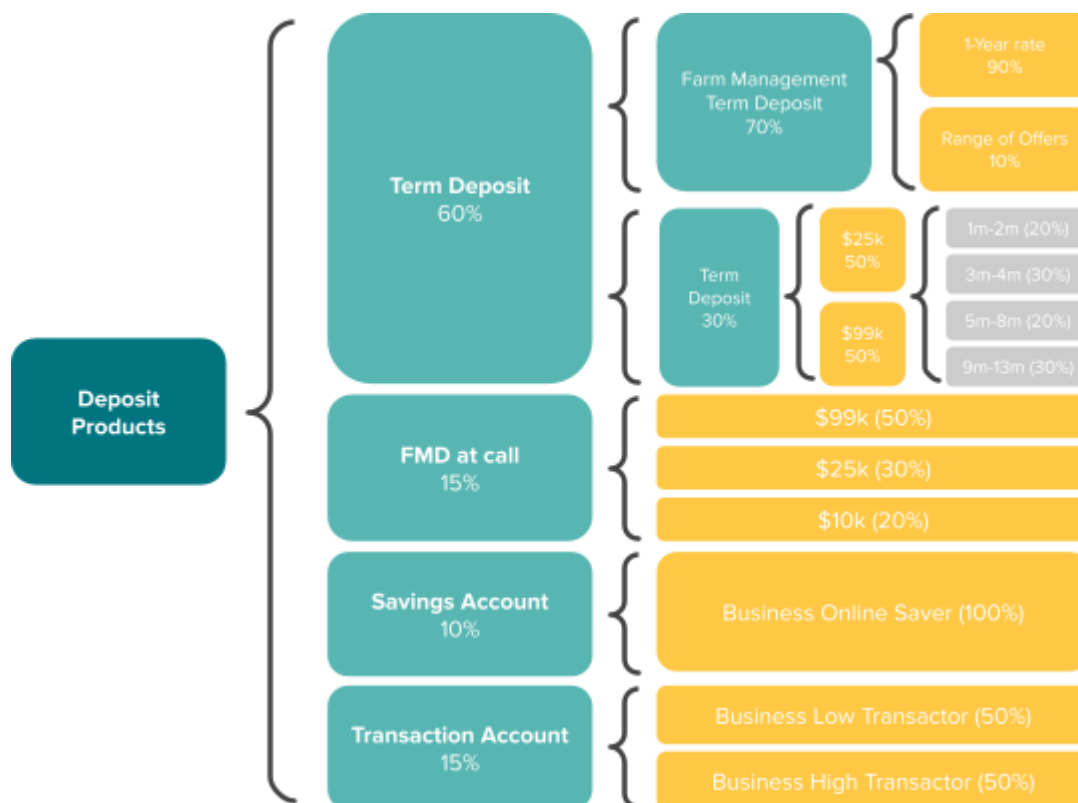 Deposit
Products
Term Deposit
60%
Farm Management
Term Deposit
70%
1-Year rate
90%
Range of Offers
10%
Term
Deposit
30%
$25k
50%
$99k
50%
1m-2m (20%)
3m-4m (30%)
5m-8m (20%)
9m-13m (30%)
FMD at call
15%
$99k (50%)
$25k (30%)
$10k (20%)
Savings Account
10%
Business Online Saver (100%)
Transaction Account
15%
Business Low Transactor (50%)
Business High Transactor (50%)